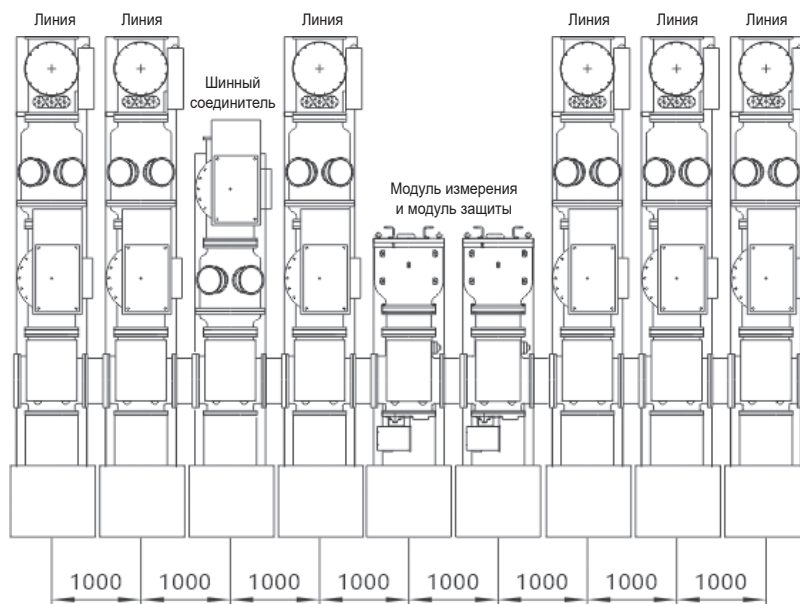 Линия
Линия
Линия
Линия
Линия
Линия
Шинный
соединитель
Модуль измерения
и модуль защиты
1000
1000
1000
1000
1000
1000
1000
1000